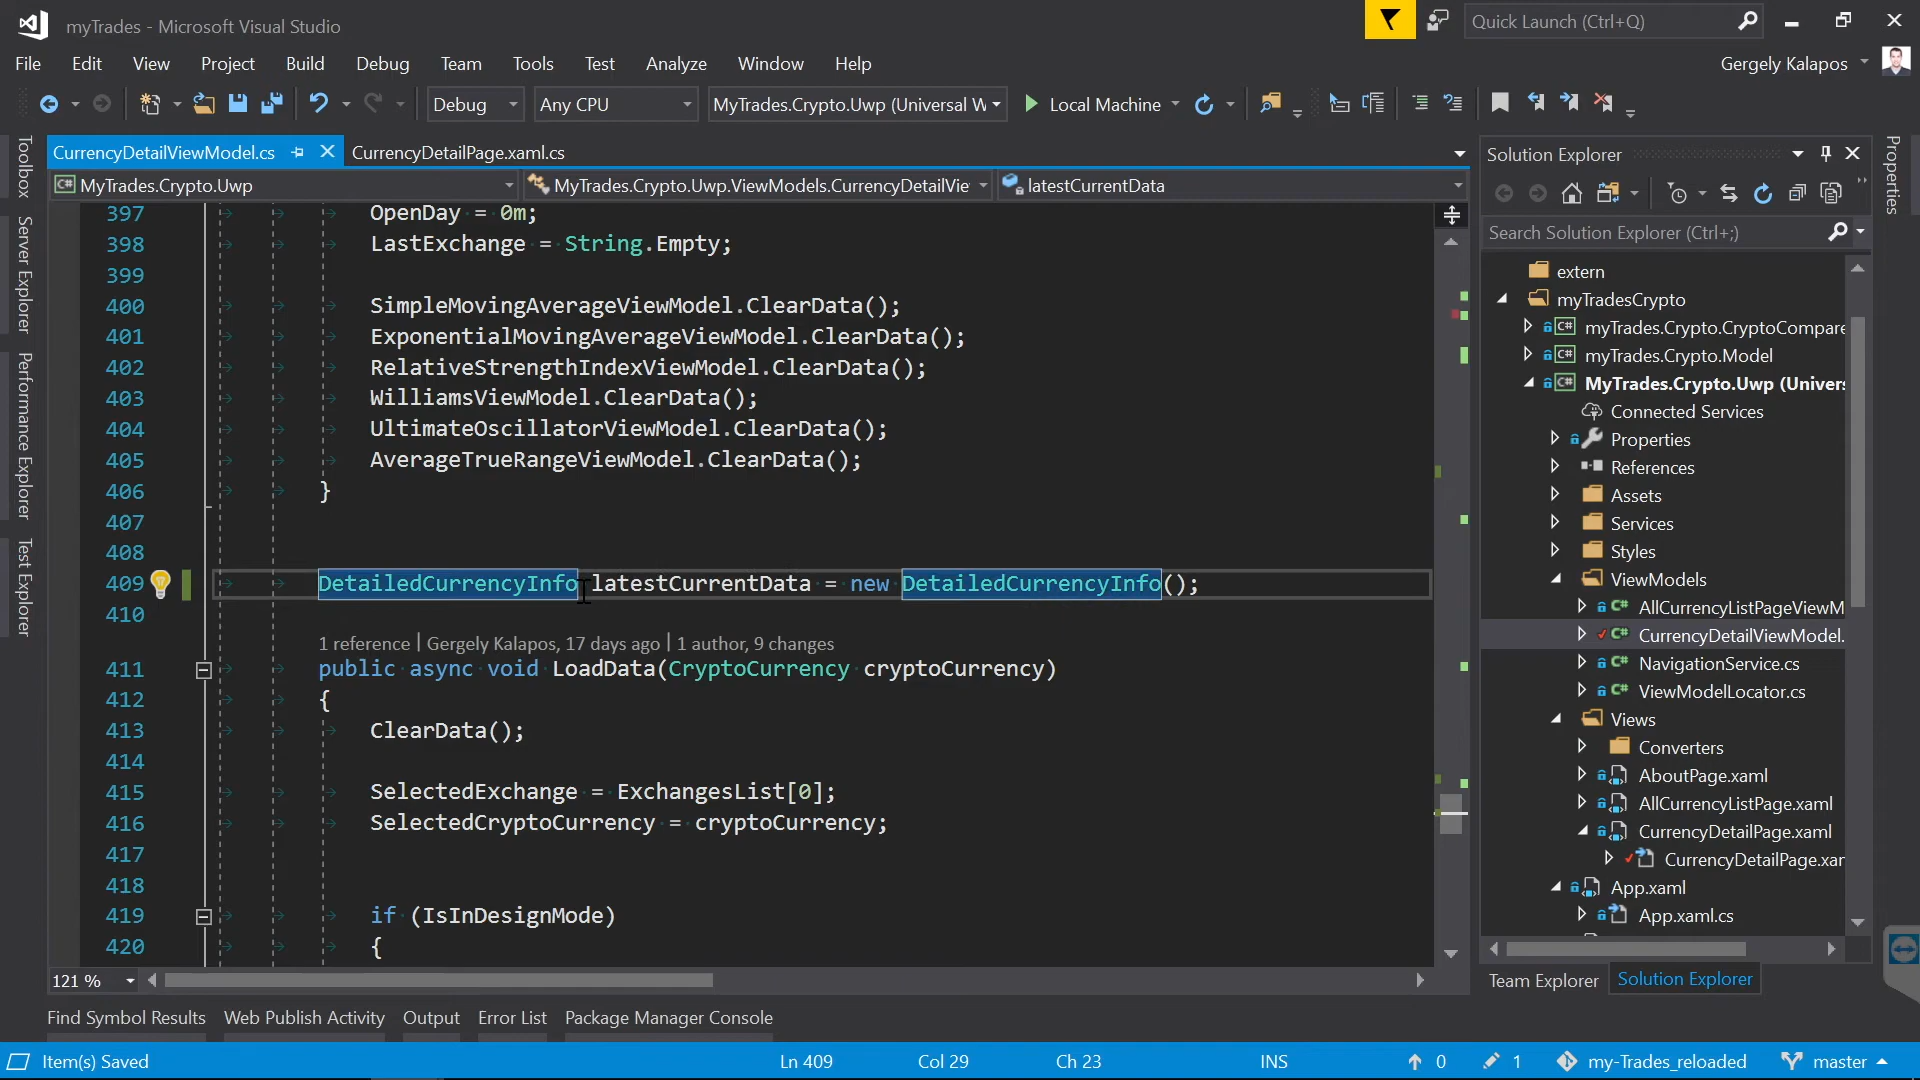 myTrades - Microsoft Visual Studio
Quick Launch (Ctrl+Q)
File Edit View Project Build Debug Team Tools Test Analyze Window Help
Gergely Kalapos
Debug Any CPU MyTrades.Crypto.Uwp (Universal W Local Machine
CurrencyDetailViewModel.cs CurrencyDetailPage.xaml.cs
MyTrades.Crypto.Uwp MyTrades.Crypto.Uwp.ViewModels.CurrencyDetailVie latestCurrentData
Toolbox
Server Explorer
Performance Explorer
Test Explorer
397 OpenDay = 0m;
398 LastExchange = String.Empty;
399
400 SimpleMovingAverageViewModel.ClearData();
401 ExponentialMovingAverageViewModel.ClearData();
402 RelativeStrengthIndexViewModel.ClearData();
403 WilliamsViewModel.ClearData();
404 UltimateOscillatorViewModel.ClearData();
405 AverageTrueRangeViewModel.ClearData();
406 }
407
408
409 DetailedCurrencyInfo latestCurrentData = new DetailedCurrencyInfo();
410
1 reference | Gergely Kalapos, 17 days ago | 1 author, 9 changes
411 public async void LoadData(CryptoCurrency cryptoCurrency)
412 {
413 ClearData();
414
415 SelectedExchange = ExchangesList[0];
416 SelectedCryptoCurrency = cryptoCurrency;
417
418
419 if (IsInDesignMode)
420 {
121 %
Solution Explorer
Search Solution Explorer (Ctrl+;)
extern
myTradesCrypto
C# myTrades.Crypto.CryptoCompare
C# myTrades.Crypto.Model
C# MyTrades.Crypto.Uwp (Univers
Connected Services
Properties
References
Assets
Services
Styles
ViewModels
C# AllCurrencyListPageViewM
C# CurrencyDetailViewModel.
C# NavigationService.cs
C# ViewModelLocator.cs
Views
Converters
AboutPage.xaml
AllCurrencyListPage.xaml
CurrencyDetailPage.xaml
CurrencyDetailPage.xar
App.xaml
App.xaml.cs
Team Explorer Solution Explorer
Properties
Find Symbol Results Web Publish Activity Output Error List Package Manager Console
Item(s) Saved Ln 409 Col 29 Ch 23 INS 0 1 my-Trades_reloaded master